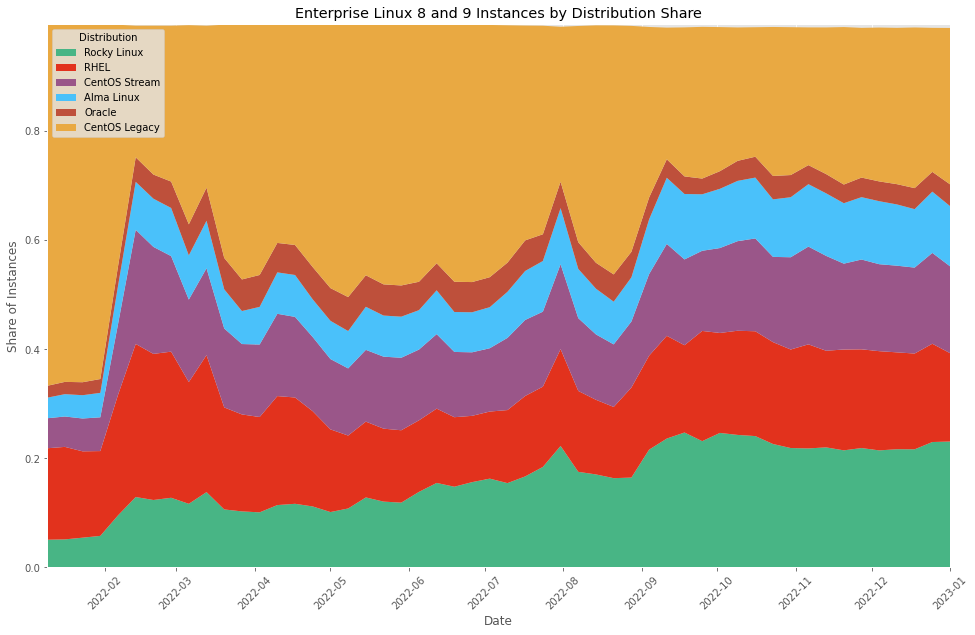 Enterprise Linux 8 and 9 Instances by Distribution Share
Distribution
Rocky Linux
RHEL
CentOS Stream
Alma Linux
Oracle
CentOS Legacy
Share of Instances
0.8
0.6
0.4
0.2
0.0
2022-02
2022-03
2022-04
2022-05
2022-06
2022-07
2022-08
2022-09
2022-10
2022-11
2022-12
2023-01
Date